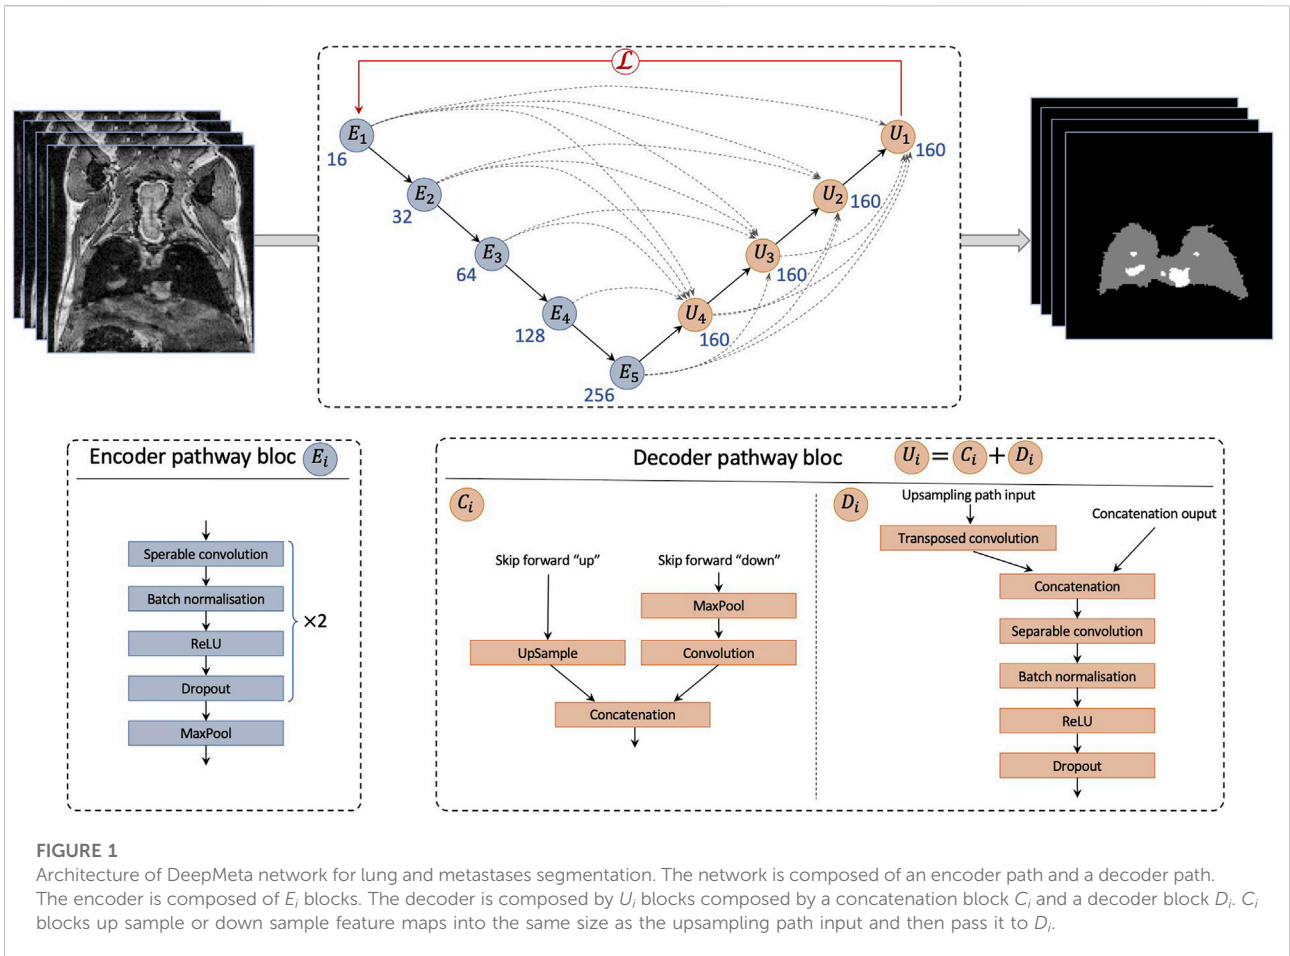 ℒ
E1
U1
16
160
E2
U2
32
160
E3
U3
64
160
E4
U4
128
160
E5
256
Encoder pathway bloc Ei
Sperable convolution
Batch normalisation
ReLU
Dropout
×2
MaxPool
Decoder pathway bloc Ui = Ci + Di
Ci
Skip forward “up”
Skip forward “down”
MaxPool
UpSample
Convolution
Concatenation
Di
Upsampling path input
Concatenation ouput
Transposed convolution
Concatenation
Separable convolution
Batch normalisation
ReLU
Dropout
FIGURE 1
Architecture of DeepMeta network for lung and metastases segmentation. The network is composed of an encoder path and a decoder path.
The encoder is composed of Ei blocks. The decoder is composed by Ui blocks composed by a concatenation block Ci and a decoder block Di. Ci
blocks up sample or down sample feature maps into the same size as the upsampling path input and then pass it to Di.